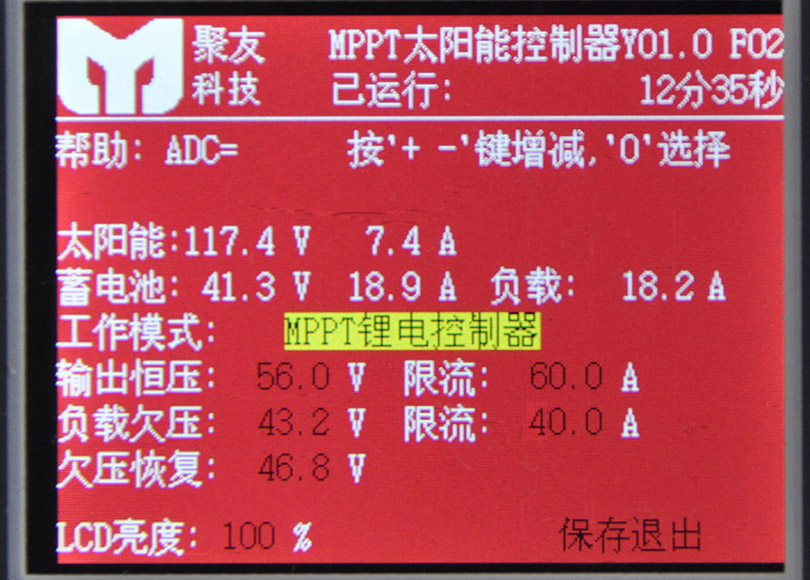 聚友 MPPT太阳能控制器Y01.0 F02
科技 已运行: 12分35秒
帮助: ADC= 按'+ -'键增减,'O'选择
太阳能:117.4 V 7.4 A
蓄电池: 41.3 V 18.9 A 负载: 18.2 A
工作模式: MPPT锂电控制器
输出恒压: 56.0 V 限流: 60.0 A
负载欠压: 43.2 V 限流: 40.0 A
欠压恢复: 46.8 V
LCD亮度: 100 % 保存退出